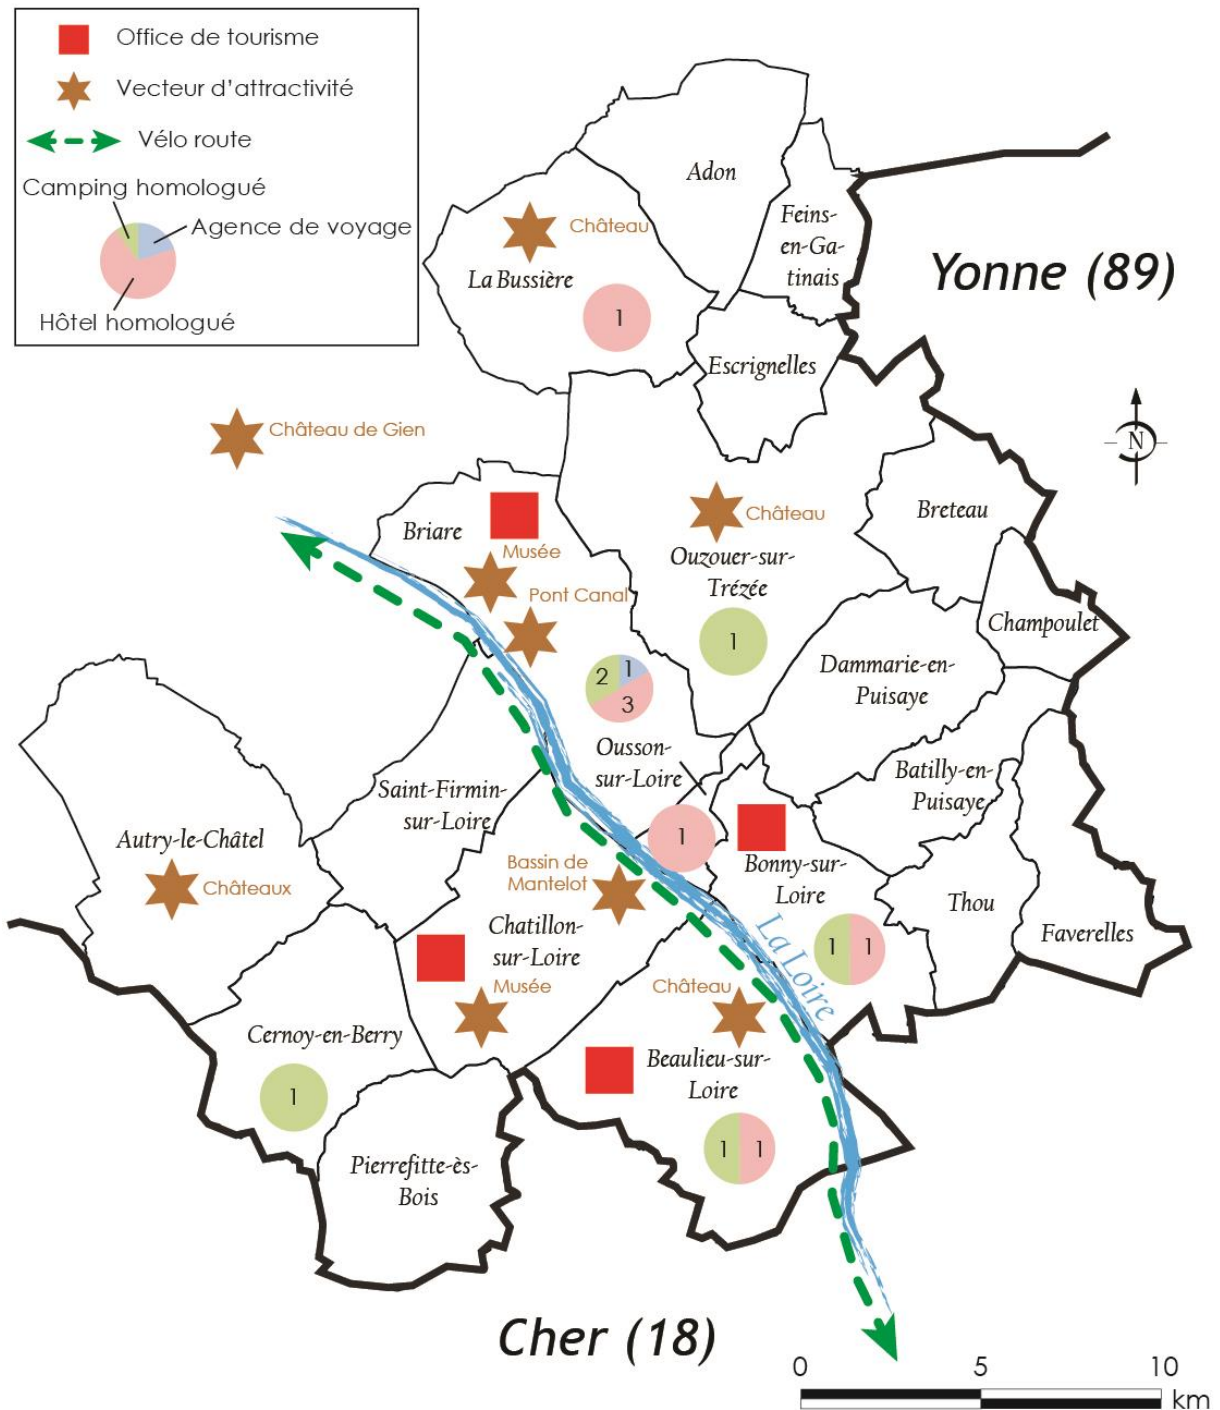 Office de tourisme
Vecteur d'attractivité
Vélo route
Camping homologué
Agence de voyage
Hôtel homologué
Adon
Feins-
en-Ga-
tinais
Château
La Bussière
1
Yonne (89)
Escrignelles
Château de Gien
N
Briare
Musée
Pont Canal
2
1
3
Château
Ouzouer-sur-
Trézée
1
Breteau
Champoulet
Dammarie-en-
Puisaye
Ousson-
sur-Loire
1
Batilly-en-
Puisaye
Saint-Firmin-
sur-Loire
Autry-le-Châtel
Châteaux
Bassin de
Mantelot
Bonny-sur-
Loire
1
1
Thou
Faverelles
Chatillon-
sur-Loire
Musée
La Loire
Château
Beaulieu-sur-
Loire
1
1
Cernoy-en-Berry
1
Pierrefitte-ès-
Bois
Cher (18)
0
5
10
km